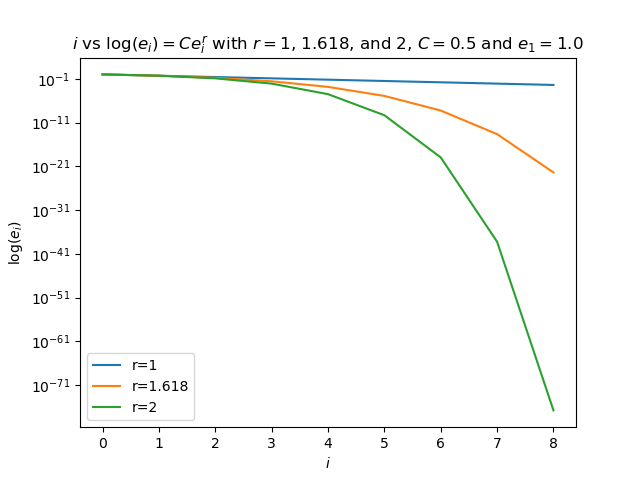 $i$ vs $\log(e_i) = Ce_i^r$ with $r = 1$, 1.618, and 2, $C = 0.5$ and $e_1 = 1.0$
$10^{-1}$
$10^{-11}$
$10^{-21}$
$10^{-31}$
$10^{-41}$
$10^{-51}$
$10^{-61}$
$10^{-71}$
$\log(e_i)$
r=1
r=1.618
r=2
0 1 2 3 4 5 6 7 8
$i$